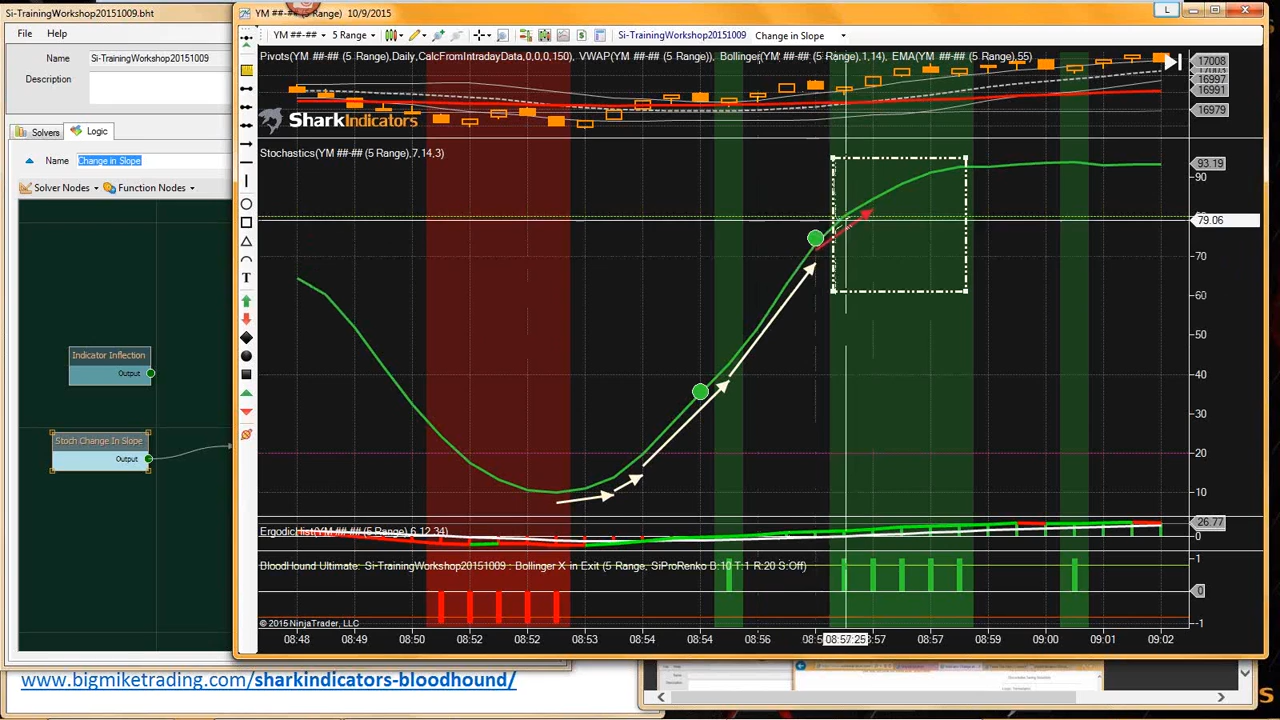 Si-TrainingWorkshop20151009.bht
File Help
Name Si-TrainingWorkshop20151009
Description
Solvers Logic
Name Change in Slope
Solver Nodes Function Nodes
Indicator Inflection
Output
Stoch Change In Slope
Output
YM ##-## (5 Range) 10/9/2015
L
YM ##-## 5 Range Si-TrainingWorkshop20151009 Change in Slope
Pivots(YM ##-## (5 Range),Daily,CalcFromIntradayData,0,0,0,150), VWAP(YM ##-## (5 Range)), Bollinger(YM ##-## (5 Range),1,14), EMA(YM ##-## (5 Range),55)
SharkIndicators
17008
16997
16991
16979
Stochastics(YM ##-## (5 Range),7,14,3)
93.19
90
79.06
70
60
50
40
30
20
10
T
ErgodicHist(YM ##-## (5 Range),6,12,34)
26.77
0
BloodHound Ultimate: Si-TrainingWorkshop20151009 : Bollinger X in Exit (5 Range, SiProRenko B:10 T:1 R:20 S:Off)
1
0
-1
© 2015 NinjaTrader, LLC
08:48 08:49 08:50 08:52 08:52 08:53 08:54 08:54 08:56 08:57:25 08:57 08:59 09:00 09:01 09:02
www.bigmiketrading.com/sharkindicators-bloodhound/